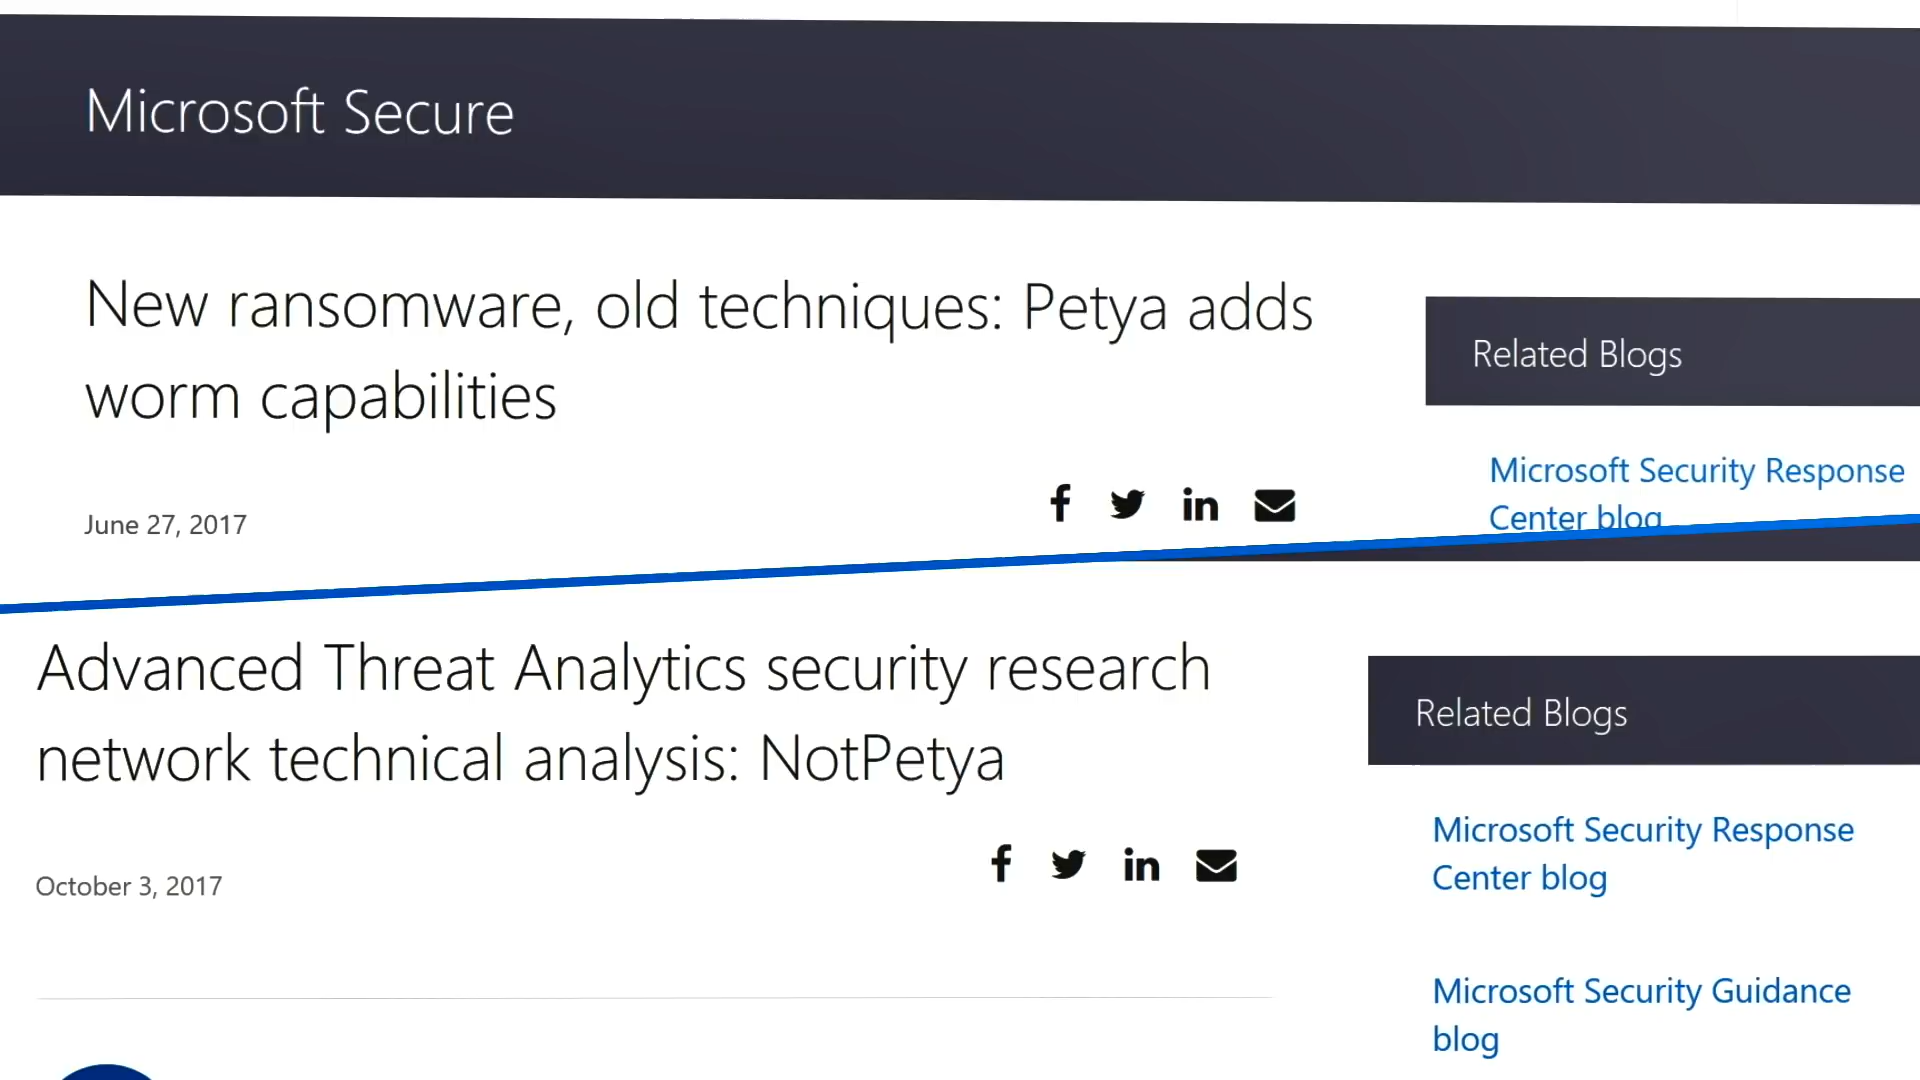 Microsoft Secure
New ransomware, old techniques: Petya adds
worm capabilities
June 27, 2017
Related Blogs
Microsoft Security Response
Center blog
Advanced Threat Analytics security research
network technical analysis: NotPetya
October 3, 2017
Related Blogs
Microsoft Security Response
Center blog
Microsoft Security Guidance
blog